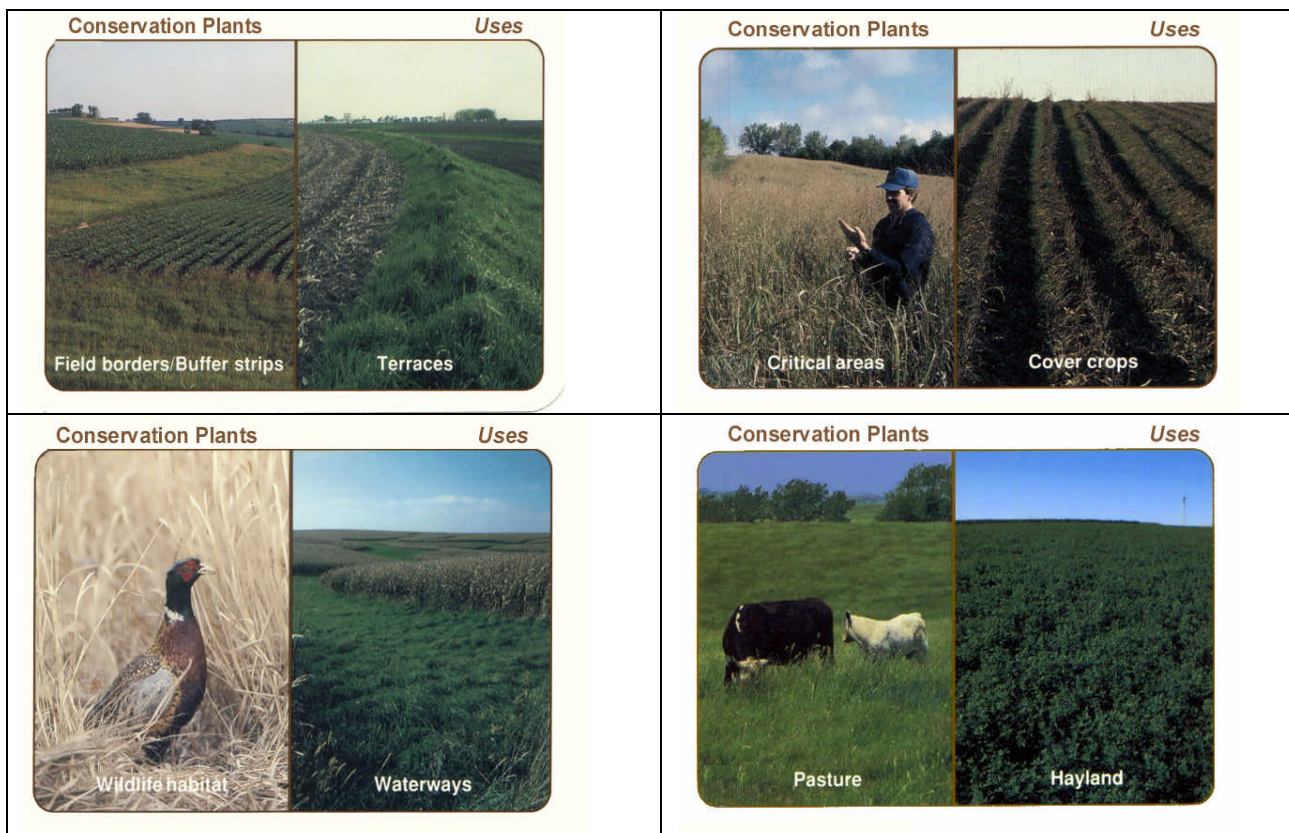 Conservation Plants Uses
Field borders/Buffer strips Terraces
Conservation Plants Uses
Critical areas Cover crops
Conservation Plants Uses
Wildlife habitat Waterways
Conservation Plants Uses
Pasture Hayland